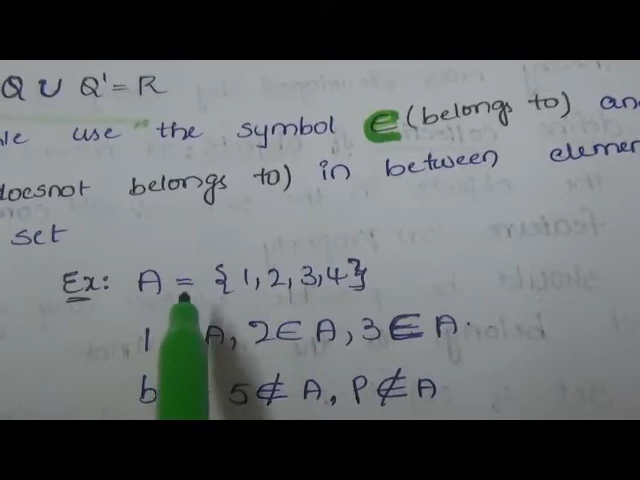 Q ∪ Q' = R
use the symbol ∈ (belongs to) an
doesnot belongs to) in between elemen
set
Ex: A = {1,2,3,4}
1 A, 2 ∈ A, 3 ∈ A.
b 5 ∉ A, P ∉ A